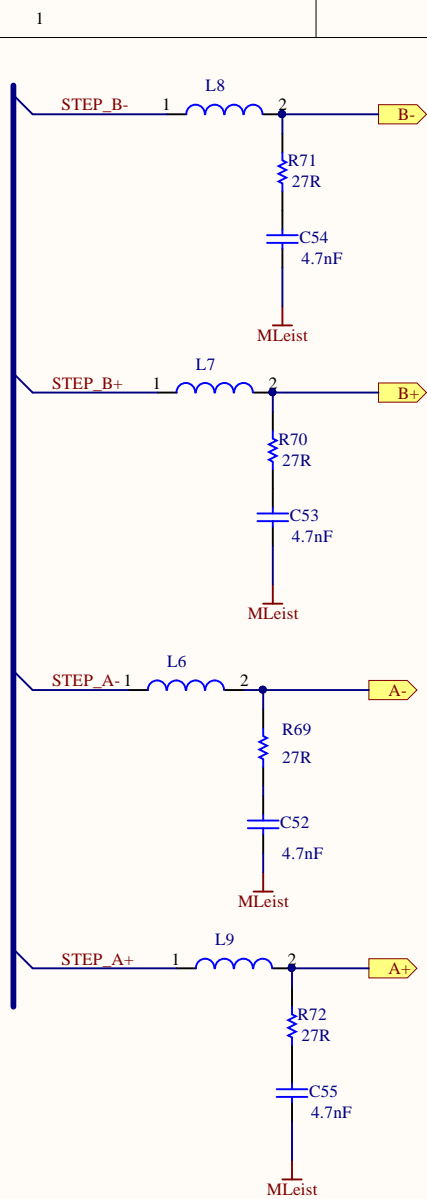 1
L8
STEP_B- 1 2 B-
R71
27R
C54
4.7nF
MLeist
L7
STEP_B+ 1 2 B+
R70
27R
C53
4.7nF
MLeist
L6
STEP_A- 1 2 A-
R69
27R
C52
4.7nF
MLeist
L9
STEP_A+ 1 2 A+
R72
27R
C55
4.7nF
MLeist